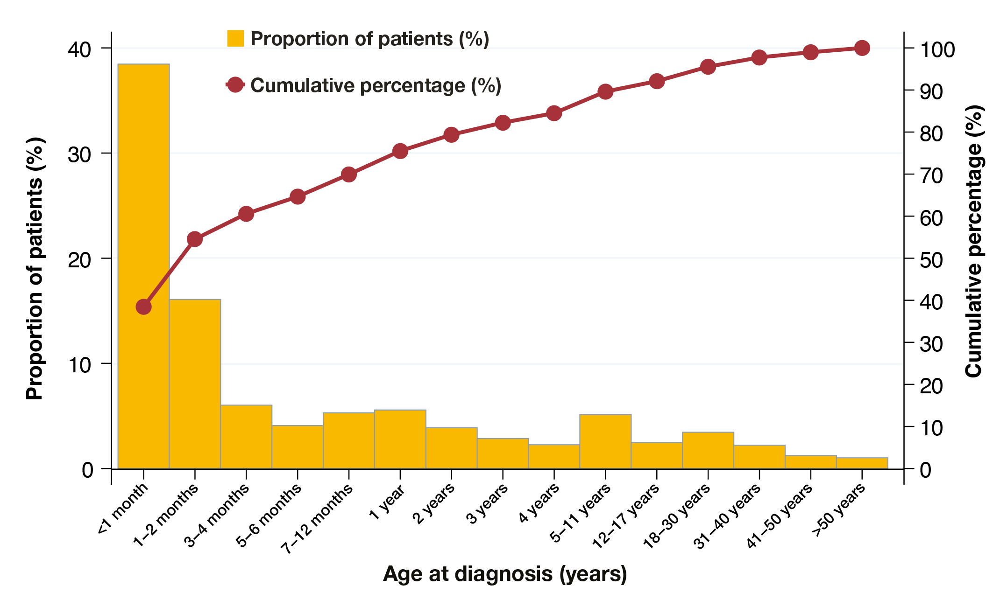 Proportion of patients (%)
Cumulative percentage (%)
Proportion of patients (%)
40
30
20
10
0
100
90
80
70
60
50
40
30
20
10
0
Cumulative percentage (%)
<1 month
1–2 months
3–4 months
5–6 months
7–12 months
1 year
2 years
3 years
4 years
5–11 years
12–17 years
18–30 years
31–40 years
41–50 years
>50 years
Age at diagnosis (years)